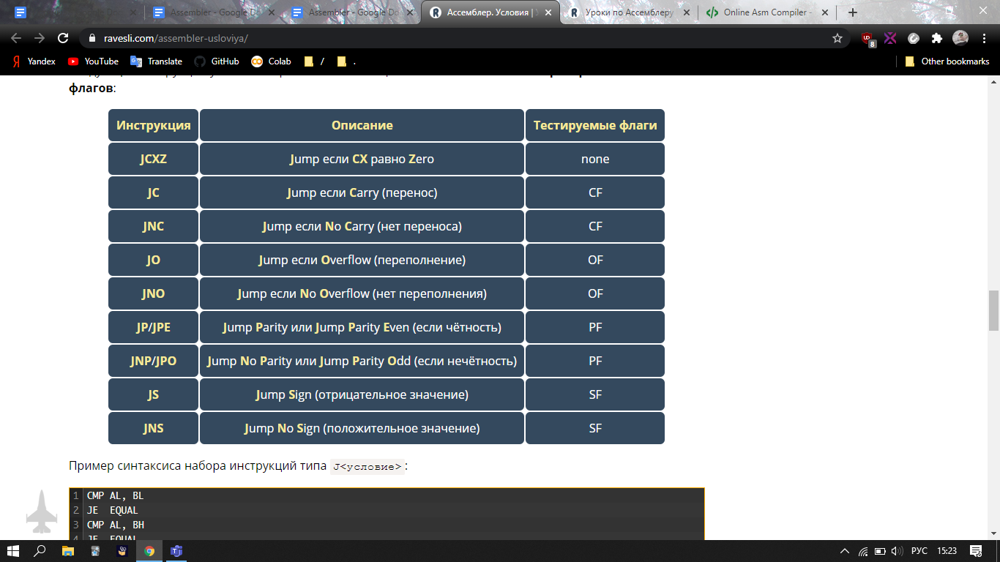 Assembler - Google Do
Assembler - Google Do
Ассемблер. Условия | У
Уроки по Ассемблеру
Online Asm Compiler -
ravesli.com/assembler-usloviya/
8
Yandex
YouTube
Translate
GitHub
Colab
/
.
Other bookmarks
флагов:
Инструкция Описание Тестируемые флаги
JCXZ Jump если CX равно Zero none
JC Jump если Carry (перенос) CF
JNC Jump если No Carry (нет переноса) CF
JO Jump если Overflow (переполнение) OF
JNO Jump если No Overflow (нет переполнения) OF
JP/JPE Jump Parity или Jump Parity Even (если чётность) PF
JNP/JPO Jump No Parity или Jump Parity Odd (если нечётность) PF
JS Jump Sign (отрицательное значение) SF
JNS Jump No Sign (положительное значение) SF
Пример синтаксиса набора инструкций типа J<условие>:
1 CMP AL, BL
2 JE EQUAL
3 CMP AL, BH
4 JE EQUAL
РУС 15:23